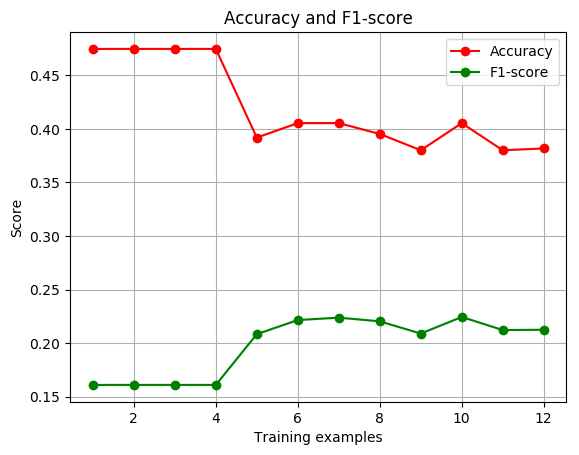 Accuracy and F1-score
Accuracy
F1-score
0.45
0.40
0.35
0.30
0.25
0.20
0.15
Score
2 4 6 8 10 12
Training examples